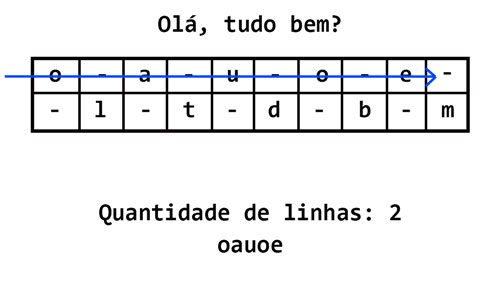 Olá, tudo bem?
o - a - u - o - e -
- l - t - d - b - m
Quantidade de linhas: 2
oauoe